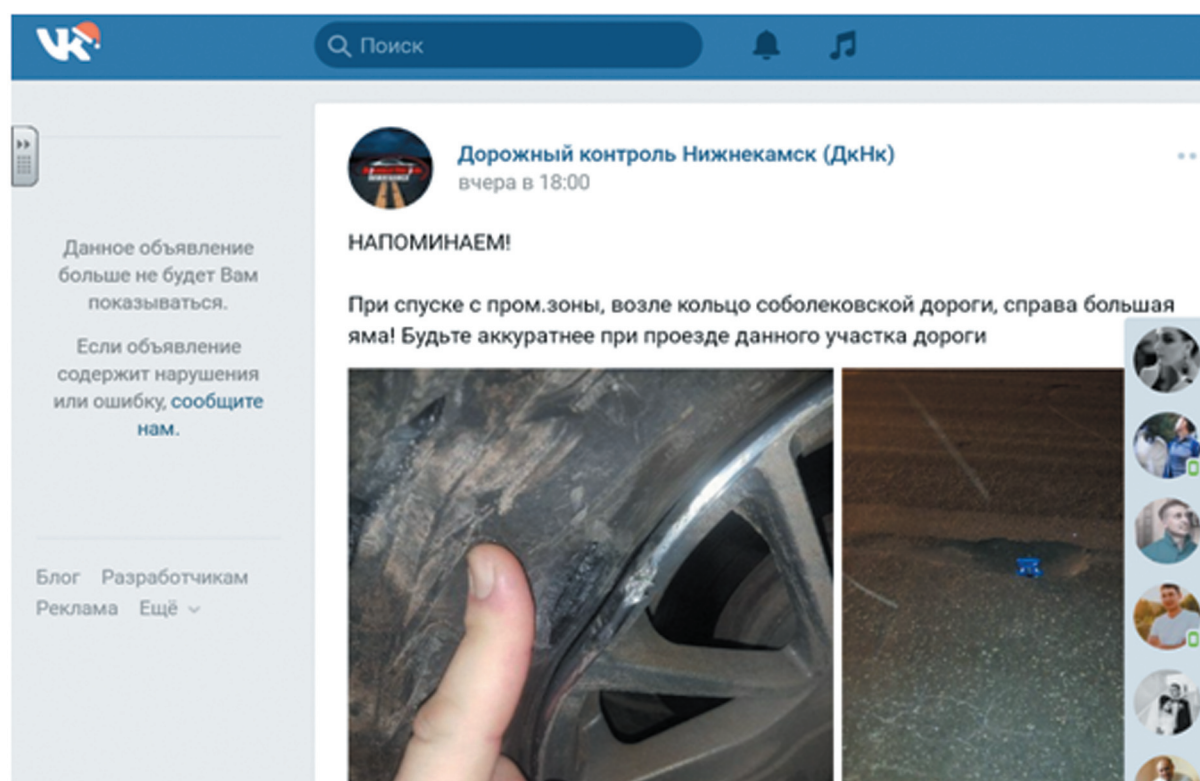 VK
Поиск
Дорожный контроль Нижнекамск (ДкНк)
вчера в 18:00
НАПОМИНАЕМ!
При спуске с пром.зоны, возле кольцо соболековской дороги, справа большая
яма! Будьте аккуратнее при проезде данного участка дороги
Данное объявление
больше не будет Вам
показываться.
Если объявление
содержит нарушения
или ошибку, сообщите
нам.
Блог Разработчикам
Реклама Ещё